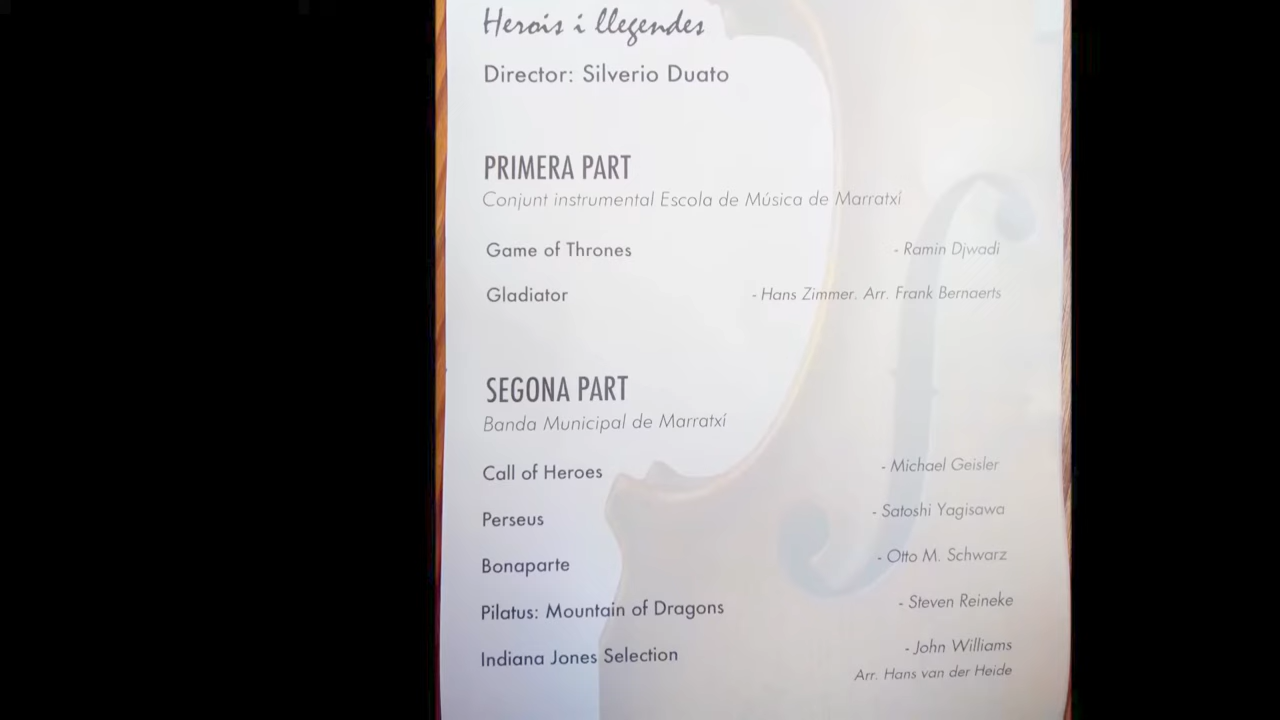 Herois i llegendes
Director: Silverio Duato
PRIMERA PART
Conjunt instrumental Escola de Música de Marratxí
Game of Thrones - Ramin Djwadi
Gladiator - Hans Zimmer. Arr. Frank Bernaerts
SEGONA PART
Banda Municipal de Marratxí
Call of Heroes - Michael Geisler
Perseus - Satoshi Yagisawa
Bonaparte - Otto M. Schwarz
Pilatus: Mountain of Dragons - Steven Reineke
Indiana Jones Selection - John Williams
Arr. Hans van der Heide